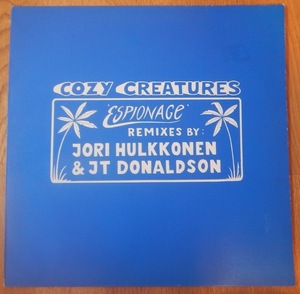 COZY CREATURES
'ESPIONAGE'
REMIXES BY:
JORI HULKKONEN
& JT DONALDSON